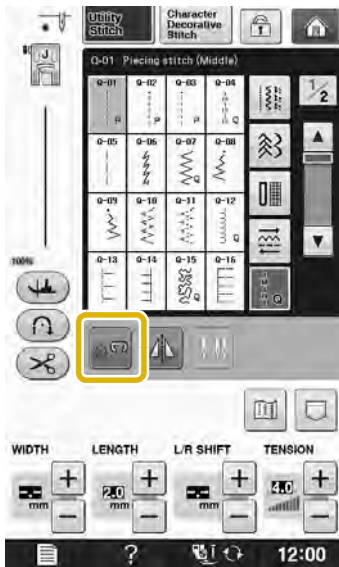 Utility
Stitch
Character
Decorative
Stitch
J
Q-01 Piecing stitch (Middle)
Q-01 Q-02 Q-03 Q-04
P P P Q
1/2
Q-05 Q-06 Q-07 Q-08
Q Q
Q-09 Q-10 Q-11 Q-12
Q
Q-13 Q-14 Q-15 Q-16
Q
Q
100%
WIDTH LENGTH L/R SHIFT TENSION
-.- + 2.0 + -.- + 4.0 +
mm − mm − mm − −
? 12:00